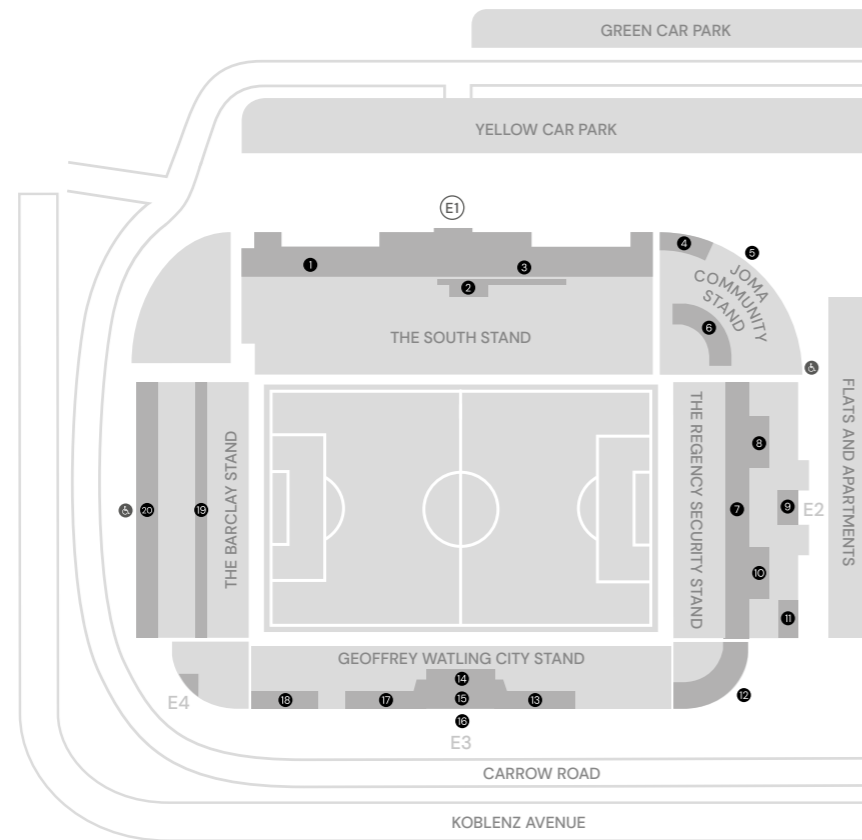 GREEN CAR PARK
YELLOW CAR PARK
E1
1
2
3
4
5
JOMA
COMMUNITY
STAND
6
THE SOUTH STAND
THE BARCLAY STAND
20
19
THE REGENCY SECURITY STAND
7
8
9
E2
10
11
FLATS AND APARTMENTS
GEOFFREY WATLING CITY STAND
E4
18
17
14
15
13
16
12
E3
CARROW ROAD
KOBLENZ AVENUE